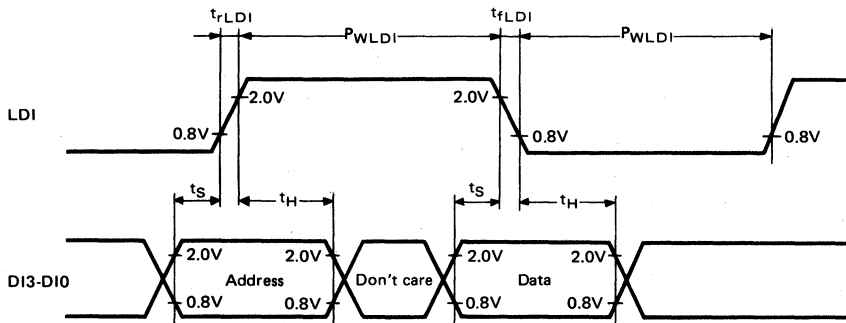 trLDI PWLDI tfLDI PWLDI
LDI 2.0V 2.0V
0.8V 0.8V 0.8V
tS tH tS tH
2.0V 2.0V 2.0V 2.0V
DI3-DI0 Address Don't care Data
0.8V 0.8V 0.8V 0.8V